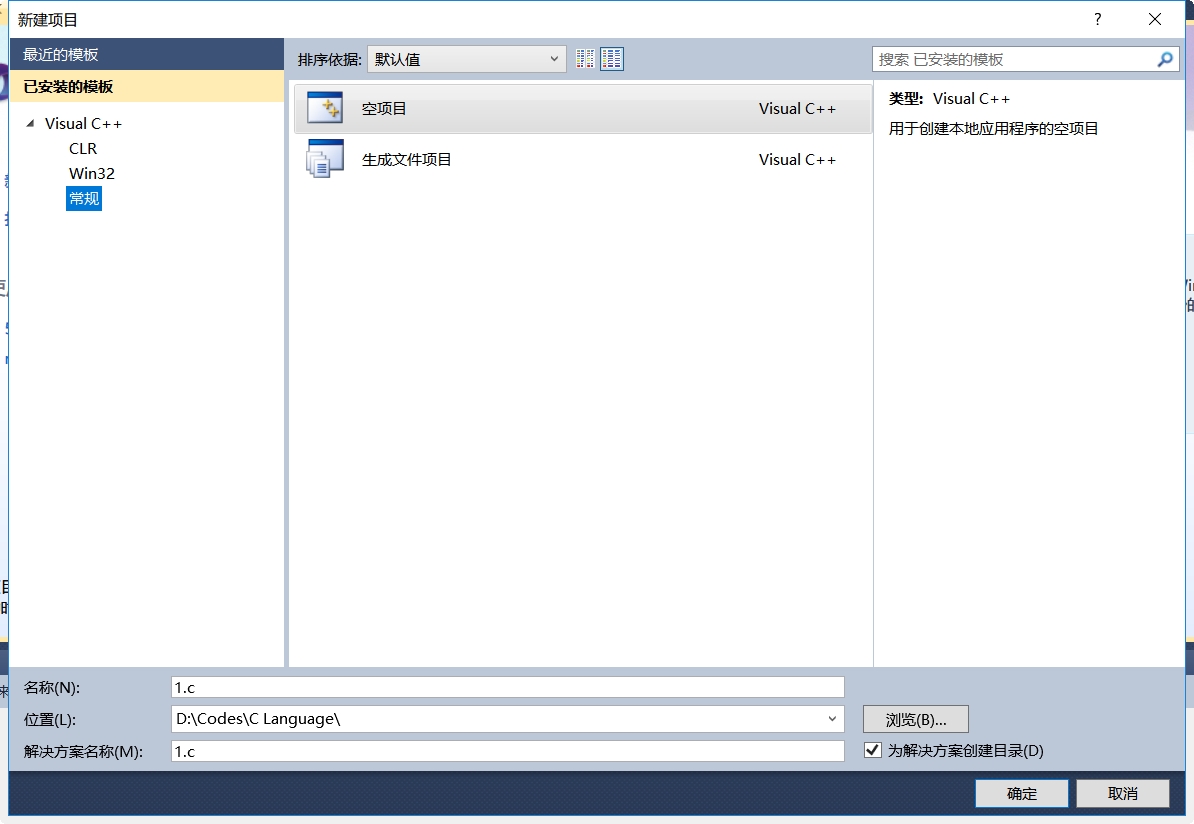 新建项目
?
最近的模板
已安装的模板
Visual C++
CLR
Win32
常规
排序依据: 默认值
搜索 已安装的模板
空项目 Visual C++
生成文件项目 Visual C++
类型: Visual C++
用于创建本地应用程序的空项目
名称(N): 1.c
位置(L): D:\Codes\C Language\
浏览(B)...
解决方案名称(M): 1.c
为解决方案创建目录(D)
确定 取消